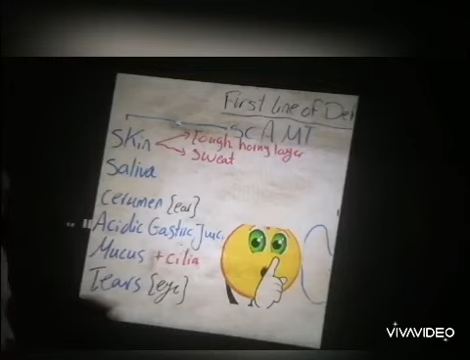 First Line of De
SCAMT
Skin → Tough horny layer
→ Sweat
Saliva
Cerumen {ear}
Acidic Gastric Juic.
Mucus + cilia
Tears {eye}
VIVAVIDEO